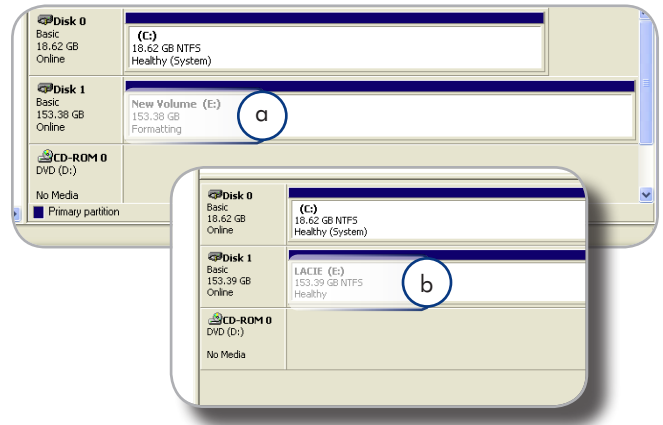 Disk 0
Basic
18.62 GB
Online
(C:)
18.62 GB NTFS
Healthy (System)
Disk 1
Basic
153.38 GB
Online
New Volume (E:)
153.38 GB
Formatting
a
CD-ROM 0
DVD (D:)
No Media
Primary partition
Disk 0
Basic
18.62 GB
Online
(C:)
18.62 GB NTFS
Healthy (System)
Disk 1
Basic
153.39 GB
Online
LACIE (E:)
153.39 GB NTFS
Healthy
b
CD-ROM 0
DVD (D:)
No Media